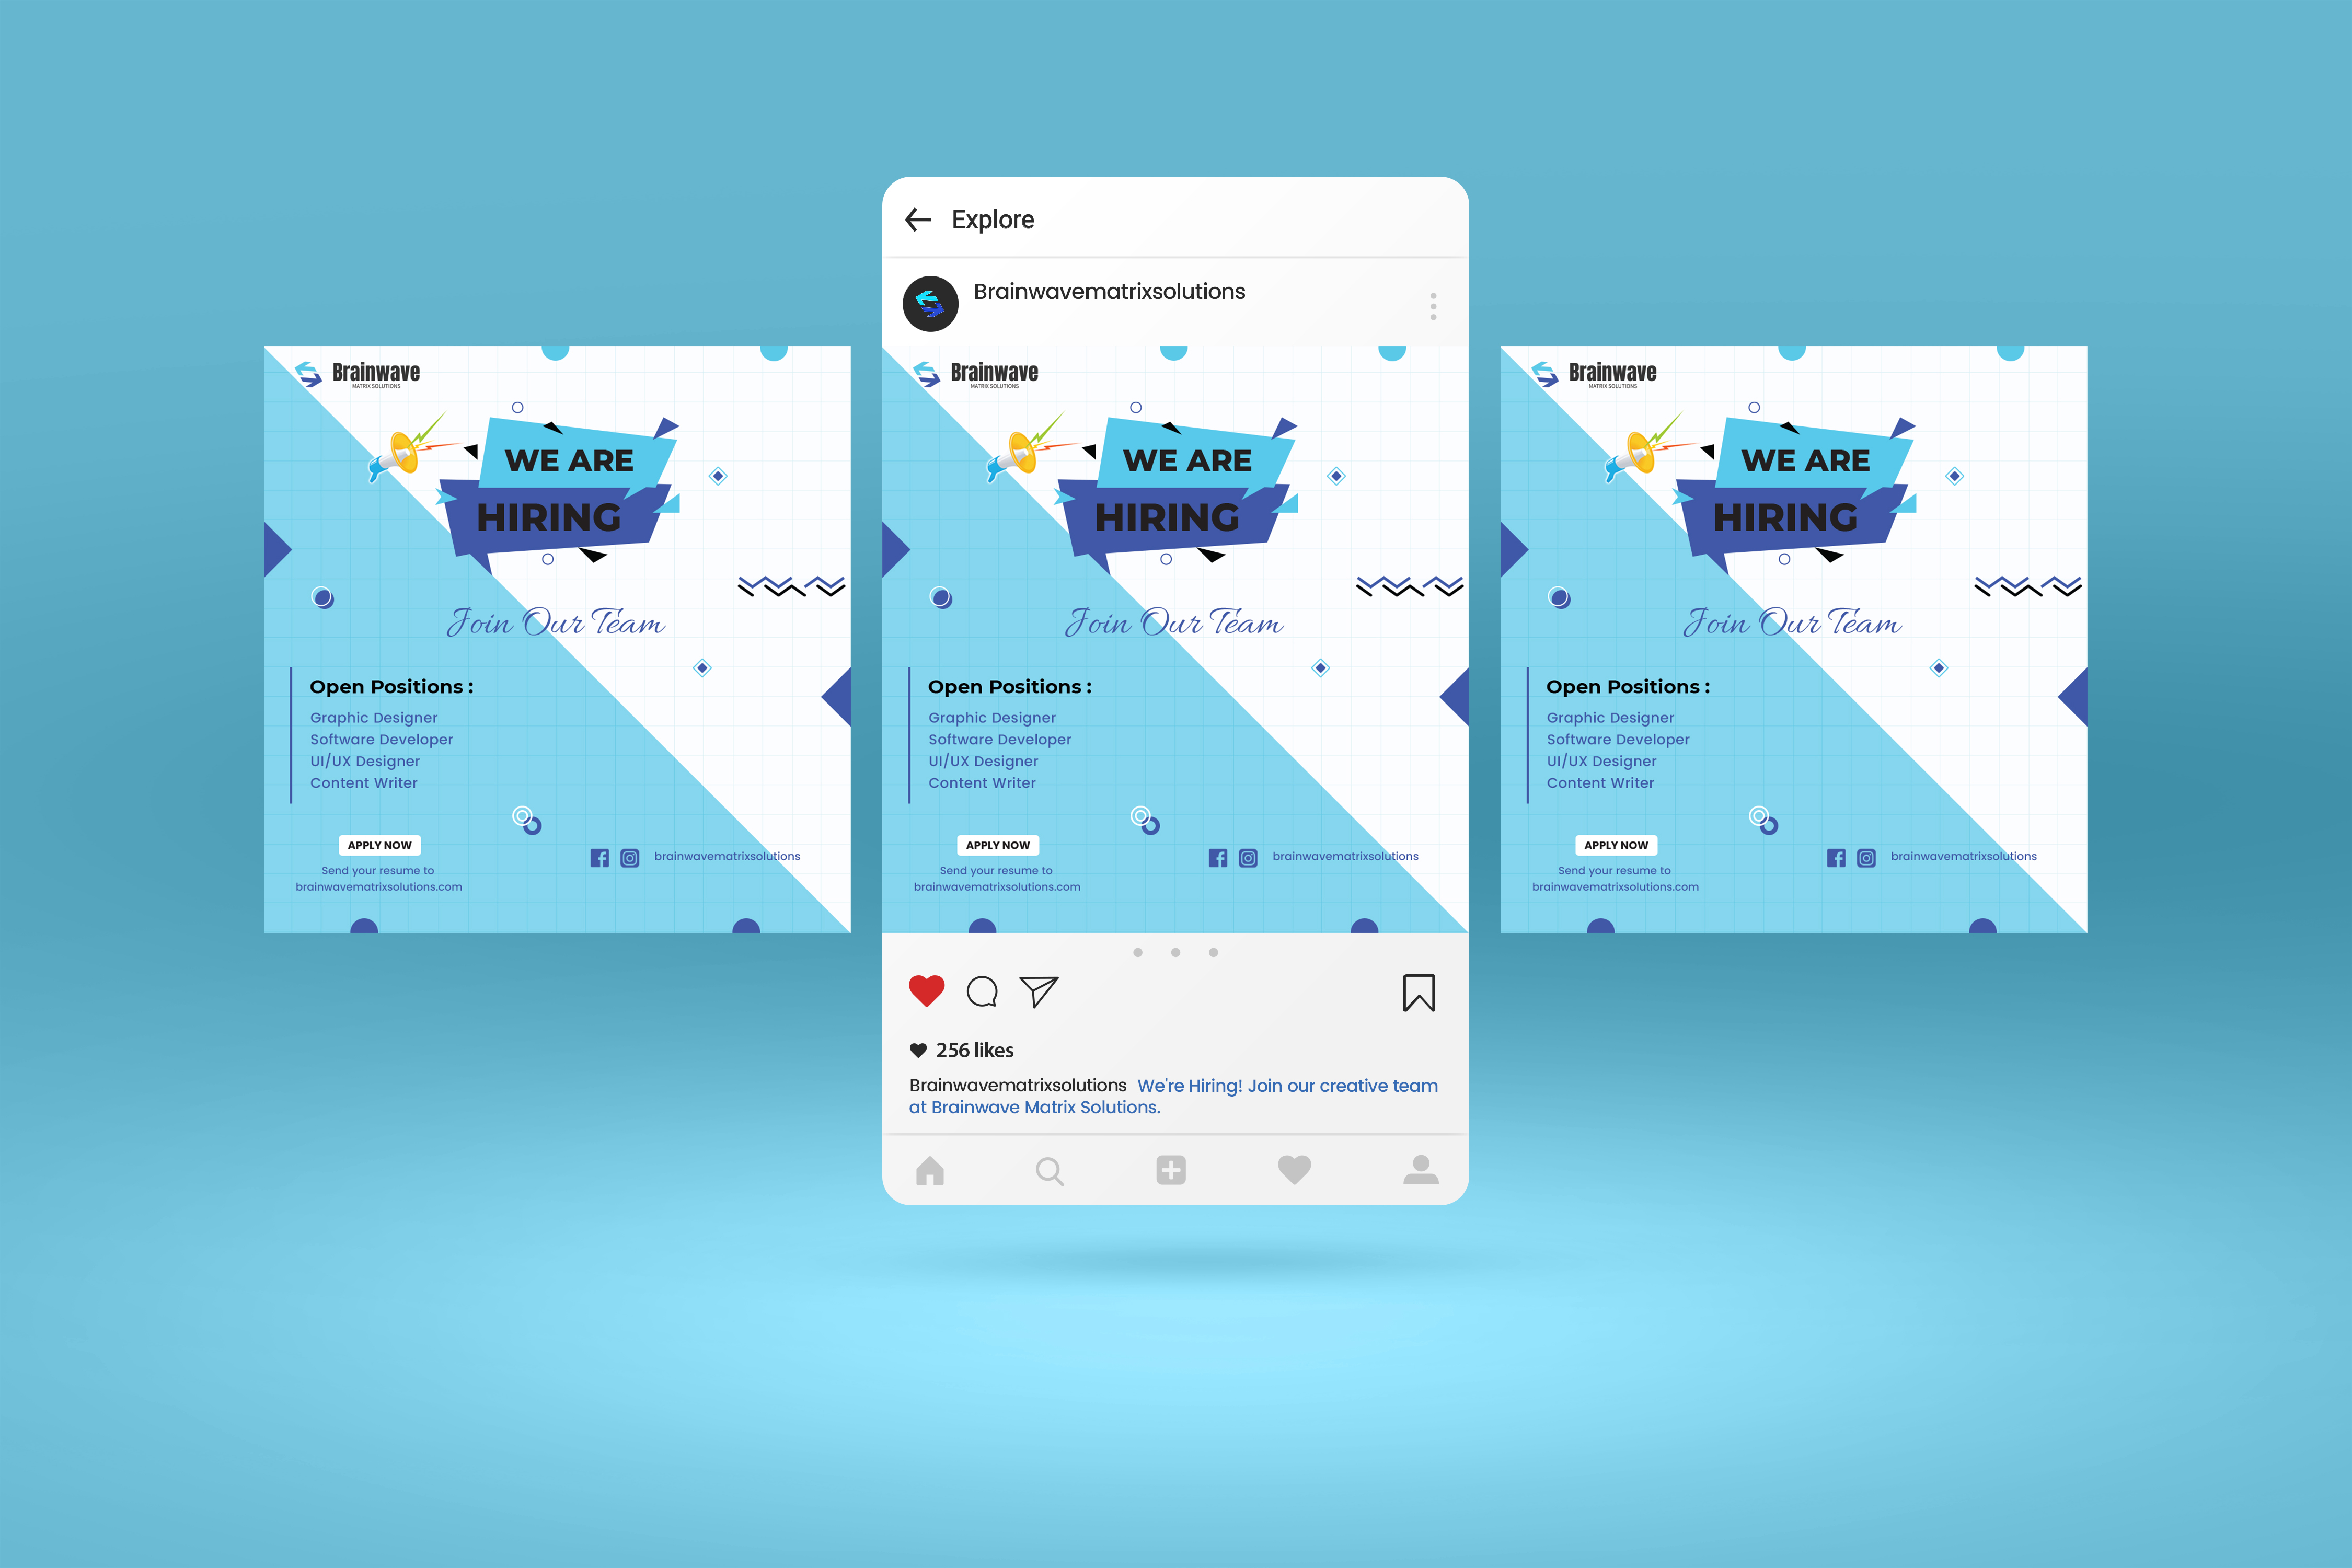 Explore
Brainwavematrixsolutions
Brainwave
MATRIX SOLUTIONS
WE ARE
HIRING
Join Our Team
Open Positions :
Graphic Designer
Software Developer
UI/UX Designer
Content Writer
APPLY NOW
Send your resume to
brainwavematrixsolutions.com
brainwavematrixsolutions
Brainwave
MATRIX SOLUTIONS
WE ARE
HIRING
Join Our Team
Open Positions :
Graphic Designer
Software Developer
UI/UX Designer
Content Writer
APPLY NOW
Send your resume to
brainwavematrixsolutions.com
brainwavematrixsolutions
Brainwave
MATRIX SOLUTIONS
WE ARE
HIRING
Join Our Team
Open Positions :
Graphic Designer
Software Developer
UI/UX Designer
Content Writer
APPLY NOW
Send your resume to
brainwavematrixsolutions.com
brainwavematrixsolutions
256 likes
Brainwavematrixsolutions We're Hiring! Join our creative team
at Brainwave Matrix Solutions.